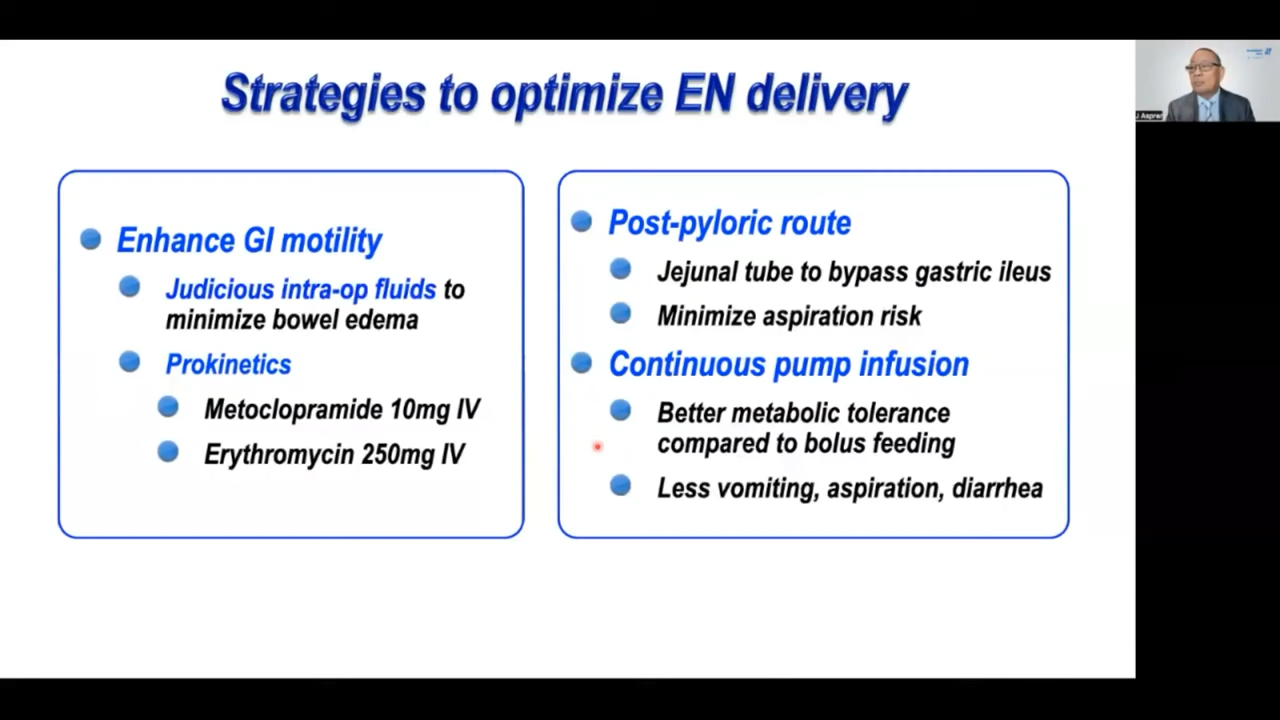 Strategies to optimize EN delivery
Enhance GI motility
Judicious intra-op fluids to
minimize bowel edema
Prokinetics
Metoclopramide 10mg IV
Erythromycin 250mg IV
Post-pyloric route
Jejunal tube to bypass gastric ileus
Minimize aspiration risk
Continuous pump infusion
Better metabolic tolerance
compared to bolus feeding
Less vomiting, aspiration, diarrhea